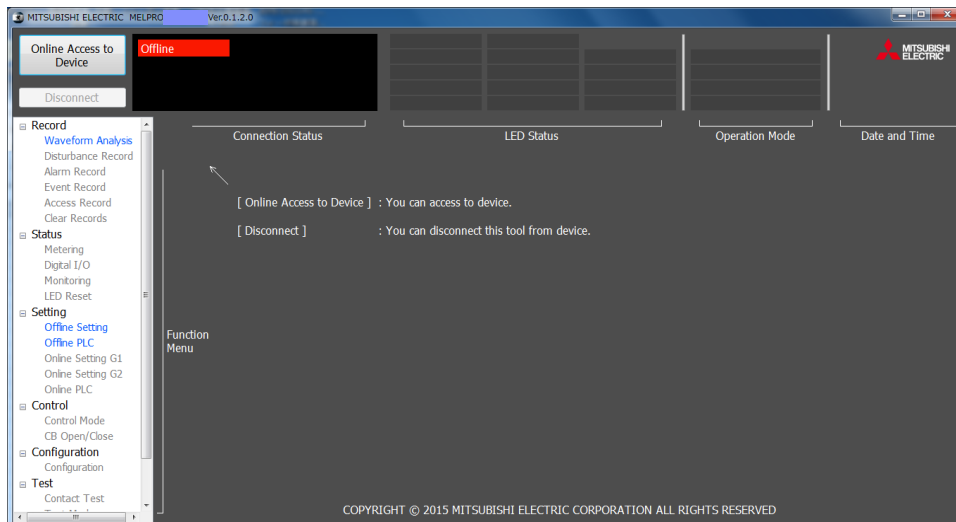 MITSUBISHI ELECTRIC MELPRO Ver.0.1.2.0
Online Access to
Device
Offline
Disconnect
MITSUBISHI
ELECTRIC
Connection Status
LED Status
Operation Mode
Date and Time
Record
Waveform Analysis
Disturbance Record
Alarm Record
Event Record
Access Record
Clear Records
Status
Metering
Digital I/O
Monitoring
LED Reset
Setting
Offline Setting
Offline PLC
Online Setting G1
Online Setting G2
Online PLC
Control
Control Mode
CB Open/Close
Configuration
Configuration
Test
Contact Test
[ Online Access to Device ] : You can access to device.
[ Disconnect ] : You can disconnect this tool from device.
Function
Menu
COPYRIGHT © 2015 MITSUBISHI ELECTRIC CORPORATION ALL RIGHTS RESERVED